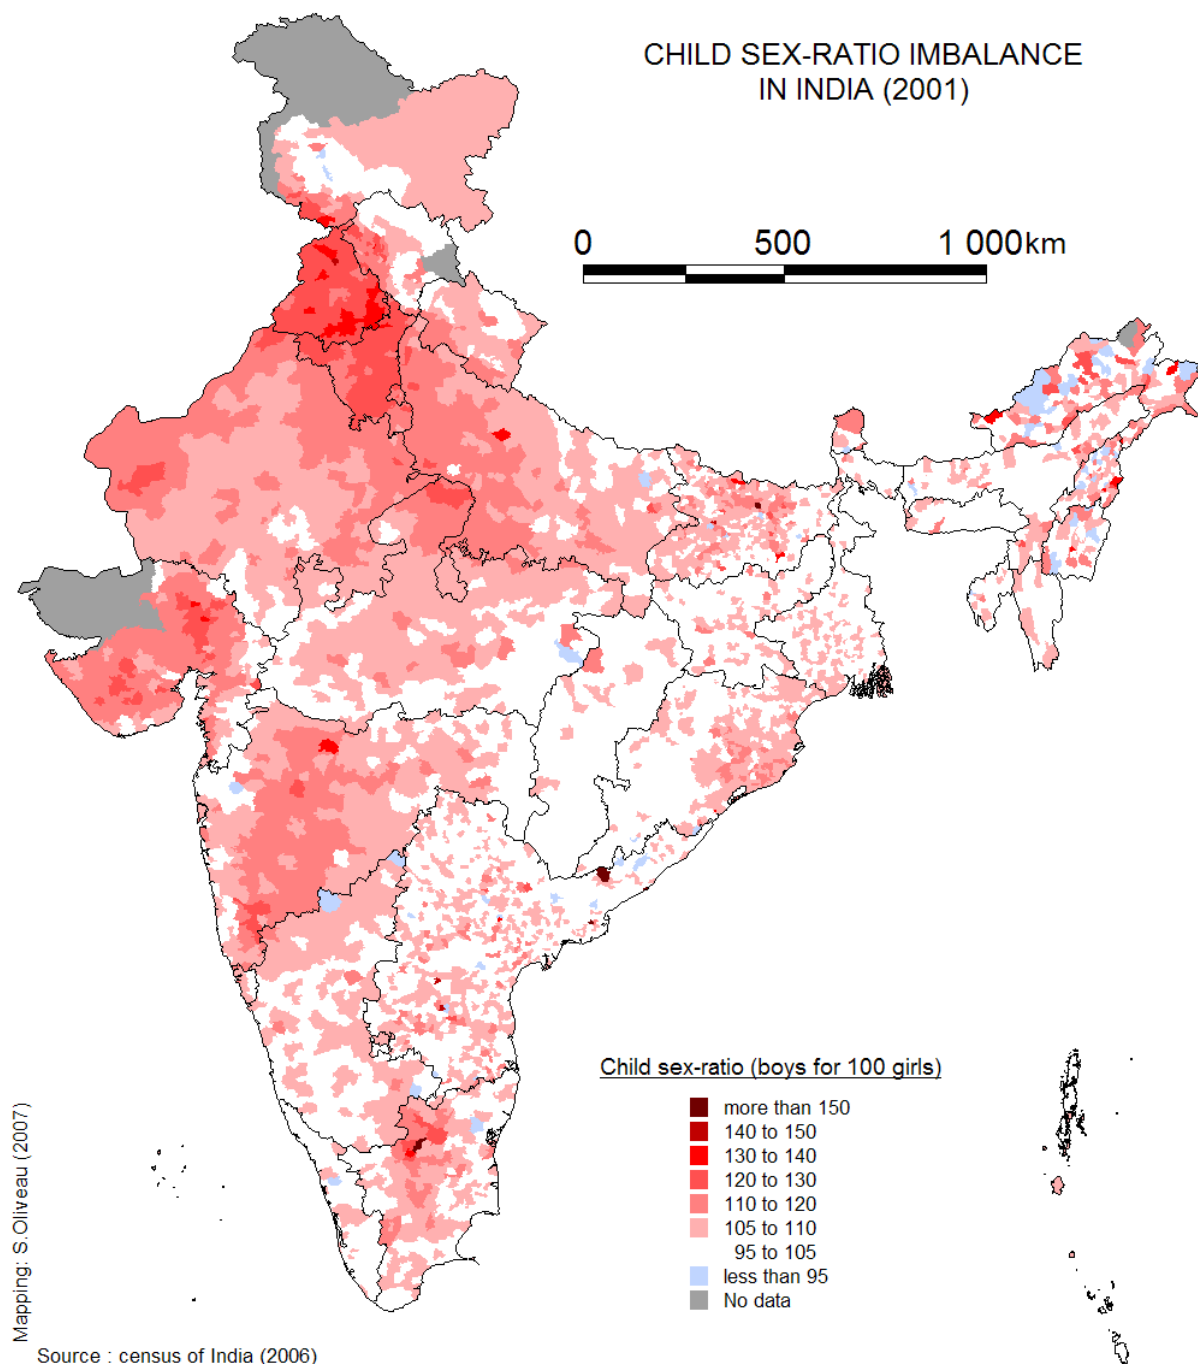 CHILD SEX-RATIO IMBALANCE
IN INDIA (2001)
0 500 1 000km
Child sex-ratio (boys for 100 girls)
more than 150
140 to 150
130 to 140
120 to 130
110 to 120
105 to 110
95 to 105
less than 95
No data
Mapping: S.Oliveau (2007)
Source : census of India (2006)